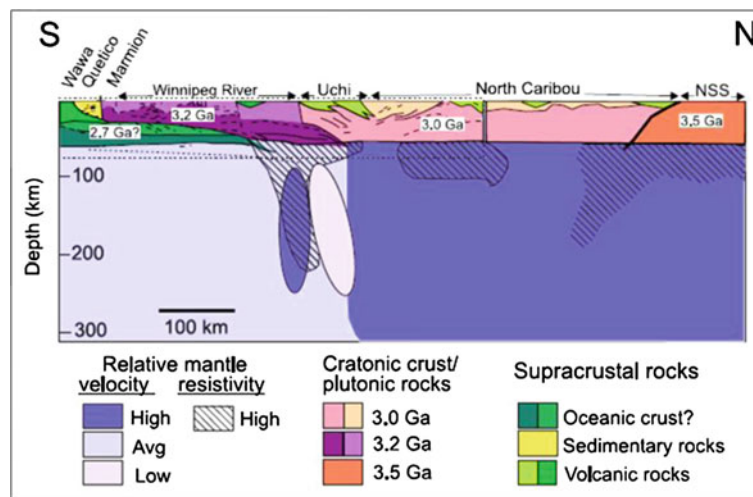 S
N
Wawa
Quetico
Marmion
Winnipeg River
Uchi
North Caribou
NSS
3,2 Ga
2.7 Ga?
3.0 Ga
3,5 Ga
Depth (km)
100
200
300
100 km
Relative mantle
velocity resistivity
High
Avg
Low
High
Cratonic crust/
plutonic rocks
3.0 Ga
3.2 Ga
3.5 Ga
Supracrustal rocks
Oceanic crust?
Sedimentary rocks
Volcanic rocks